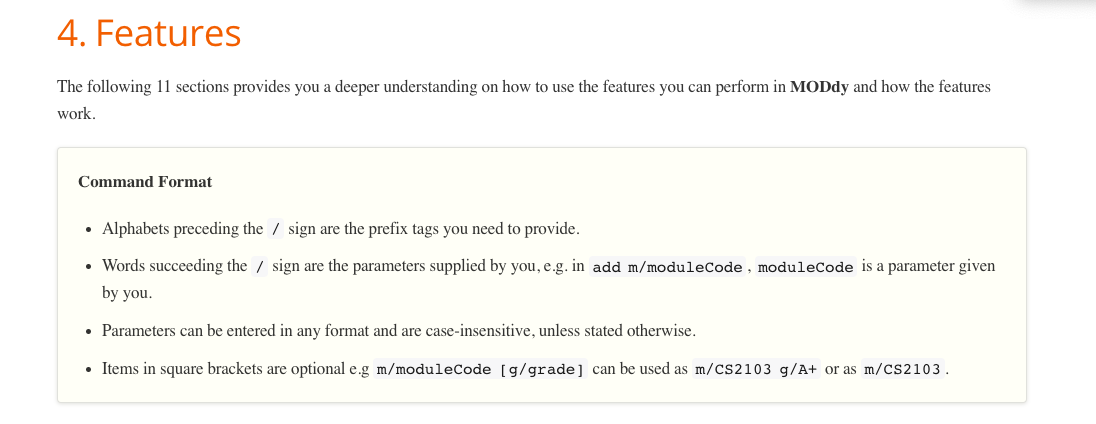 4. Features
The following 11 sections provides you a deeper understanding on how to use the features you can perform in MODdy and how the features
work.
Command Format
• Alphabets preceding the / sign are the prefix tags you need to provide.
• Words succeeding the / sign are the parameters supplied by you, e.g. in add m/moduleCode, moduleCode is a parameter given
by you.
• Parameters can be entered in any format and are case-insensitive, unless stated otherwise.
• Items in square brackets are optional e.g m/moduleCode [g/grade] can be used as m/CS2103 g/A+ or as m/CS2103.